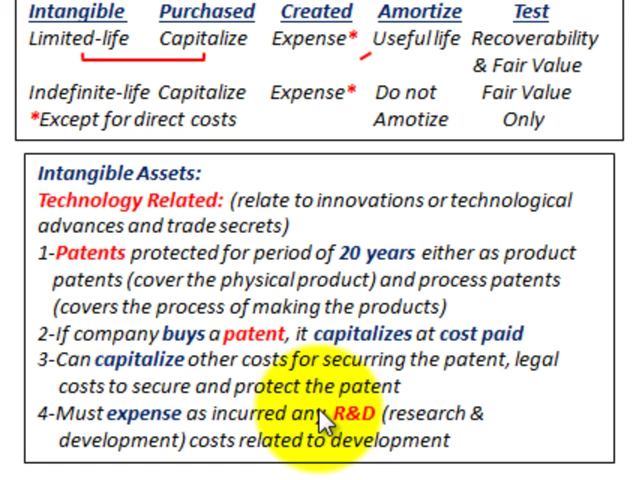 Intangible Purchased Created Amortize Test
Limited-life Capitalize Expense* Useful life Recoverability
& Fair Value
Indefinite-life Capitalize Expense* Do not Fair Value
*Except for direct costs Amotize Only
Intangible Assets:
Technology Related: (relate to innovations or technological
advances and trade secrets)
1-Patents protected for period of 20 years either as product
patents (cover the physical product) and process patents
(covers the process of making the products)
2-If company buys a patent, it capitalizes at cost paid
3-Can capitalize other costs for securring the patent, legal
costs to secure and protect the patent
4-Must expense as incurred any R&D (research &
development) costs related to development